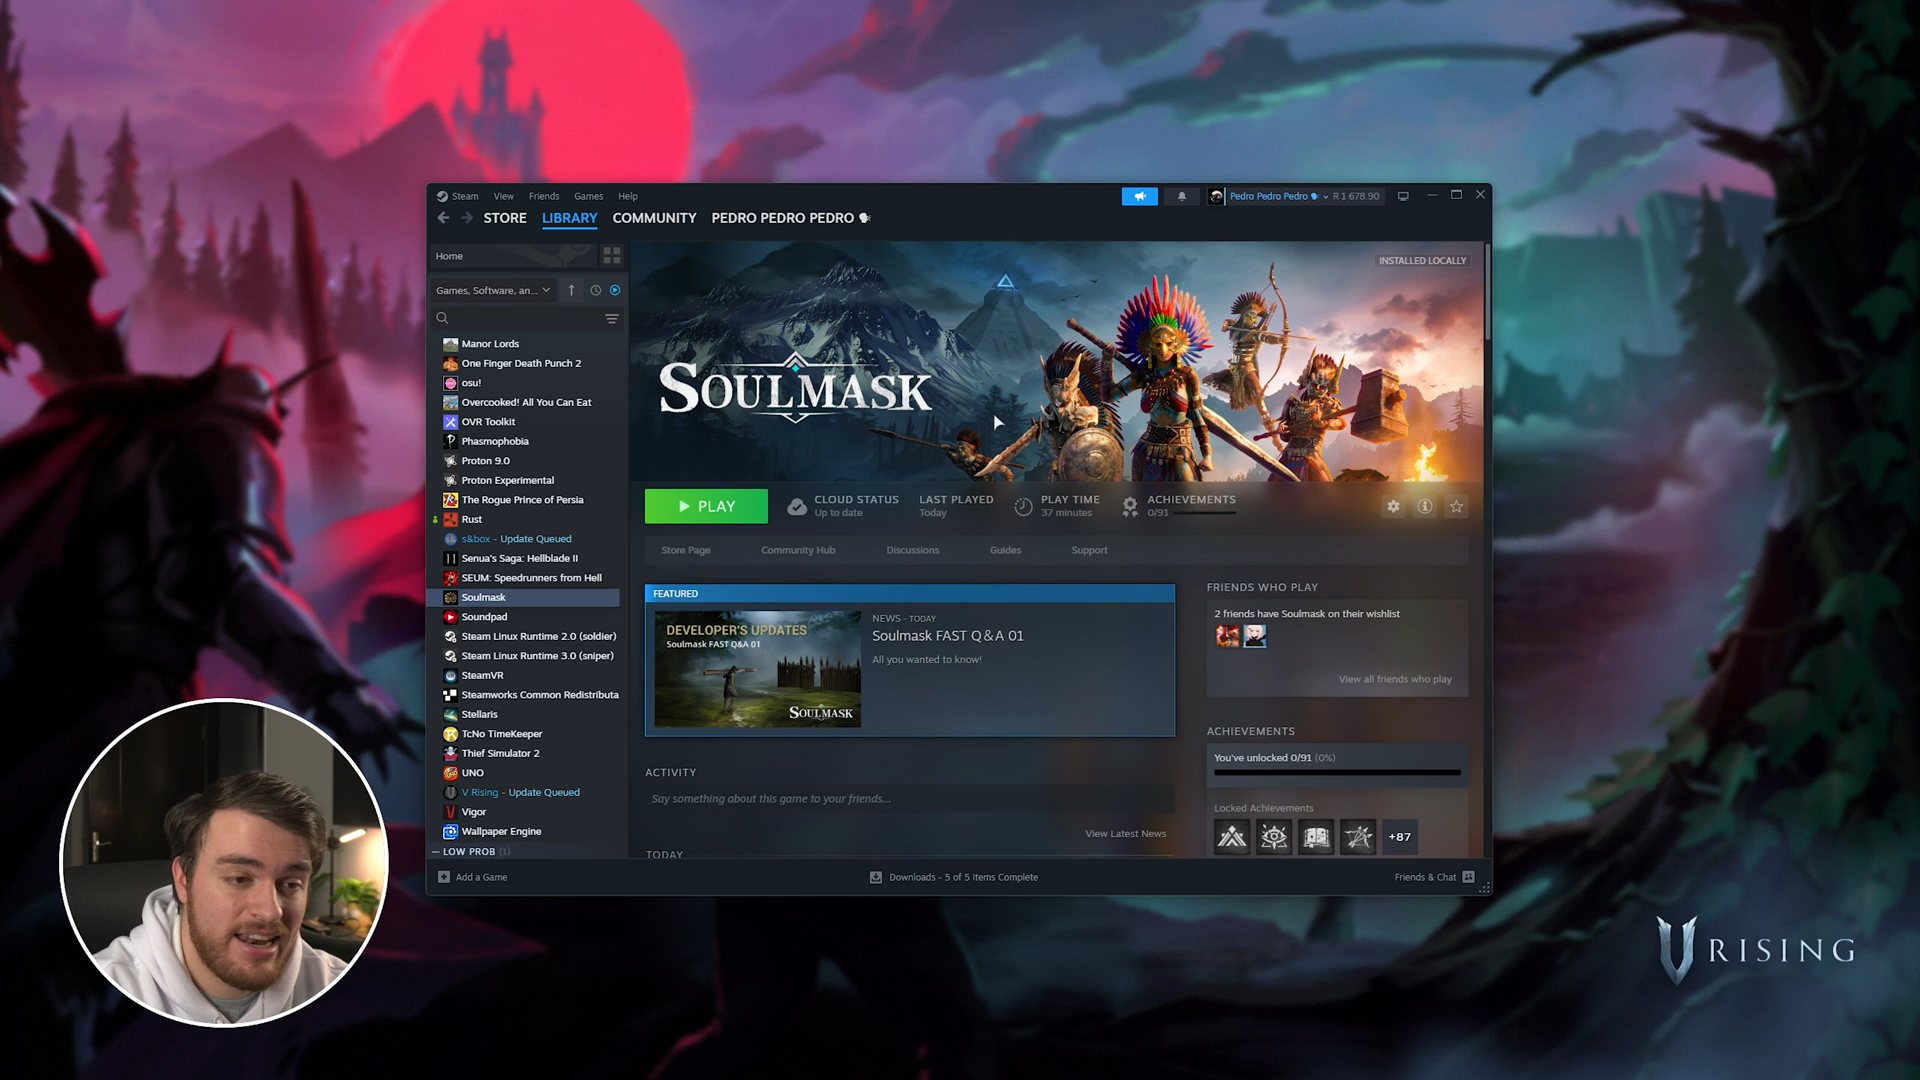 Steam View Friends Games Help
Pedro Pedro Pedro R 1 678.90
STORE LIBRARY COMMUNITY PEDRO PEDRO PEDRO
Home
Games, Software, an...
Manor Lords
One Finger Death Punch 2
osu!
Overcooked! All You Can Eat
OVR Toolkit
Phasmophobia
Proton 9.0
Proton Experimental
The Rogue Prince of Persia
Rust
s&box - Update Queued
Senua's Saga: Hellblade II
SEUM: Speedrunners from Hell
Soulmask
Soundpad
Steam Linux Runtime 2.0 (soldier)
Steam Linux Runtime 3.0 (sniper)
SteamVR
Steamworks Common Redistributa
Stellaris
TcNo TimeKeeper
Thief Simulator 2
UNO
V Rising - Update Queued
Vigor
Wallpaper Engine
— LOW PROB (1)
INSTALLED LOCALLY
SOULMASK
PLAY
CLOUD STATUS
Up to date
LAST PLAYED
Today
PLAY TIME
37 minutes
ACHIEVEMENTS
0/91
Store Page Community Hub Discussions Guides Support
FEATURED
DEVELOPER'S UPDATES
Soulmask FAST Q&A 01
SOULMASK
NEWS - TODAY
Soulmask FAST Q&A 01
All you wanted to know!
ACTIVITY
Say something about this game to your friends...
View Latest News
TODAY
FRIENDS WHO PLAY
2 friends have Soulmask on their wishlist
View all friends who play
ACHIEVEMENTS
You've unlocked 0/91 (0%)
Locked Achievements
+87
Add a Game
Downloads - 5 of 5 Items Complete
Friends & Chat
V RISING